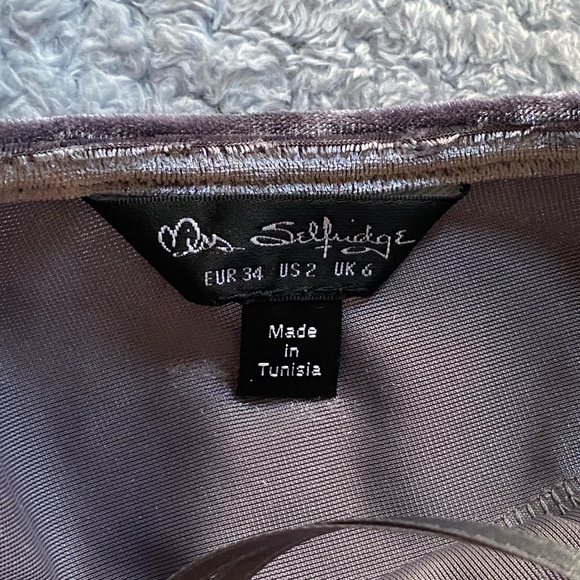 Miss Selfridge
EUR 34 US 2 UK 6
Made
in
Tunisia